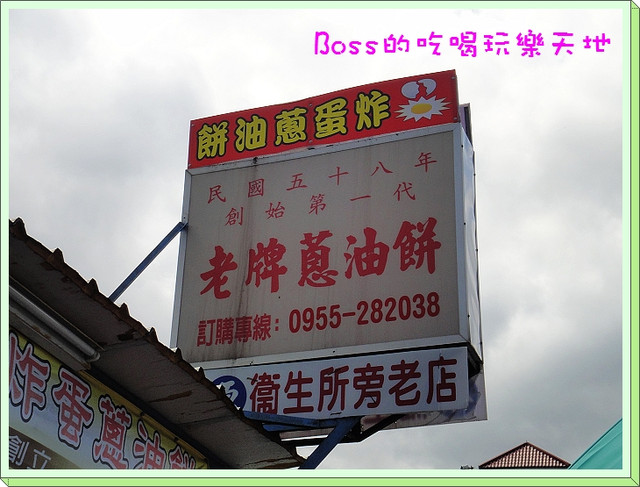 Boss的吃喝玩樂天地
餅油蔥蛋炸
民國五十八年
創始第一代
老牌蔥油餅
訂購專線：0955-282038
衛生所旁老店
炸蛋蔥油餅
創立